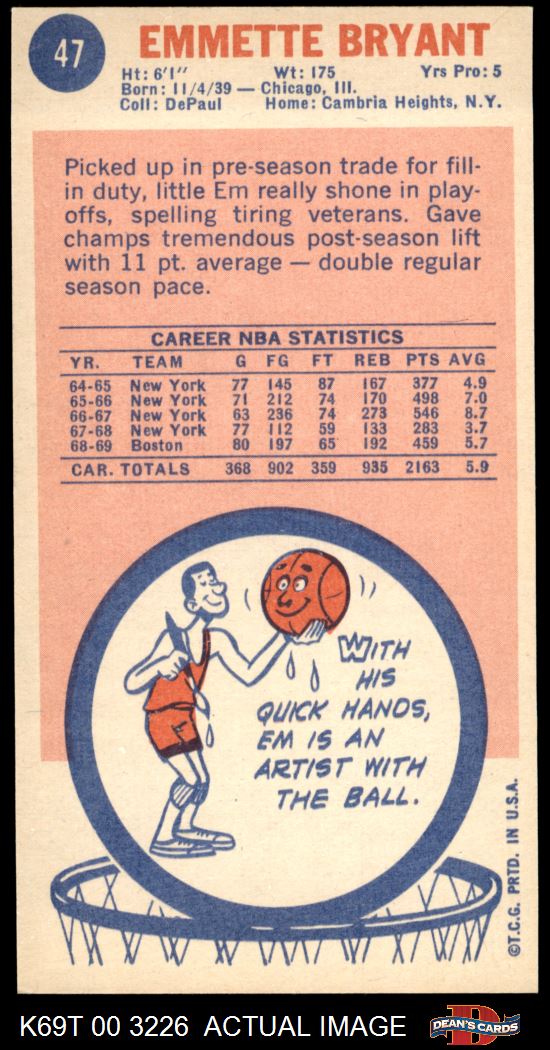 47
EMMETTE BRYANT
Ht: 6'1" Wt: 175 Yrs Pro: 5
Born: 11/4/39 — Chicago, Ill.
Coll: DePaul Home: Cambria Heights, N.Y.
Picked up in pre-season trade for fill-
in duty, little Em really shone in play-
offs, spelling tiring veterans. Gave
champs tremendous post-season lift
with 11 pt. average — double regular
season pace.
CAREER NBA STATISTICS
YR. TEAM G FG FT REB PTS AVG
64-65 New York 77 145 87 167 377 4.9
65-66 New York 71 212 74 170 498 7.0
66-67 New York 63 236 74 273 546 8.7
67-68 New York 77 112 59 133 283 3.7
68-69 Boston 80 197 65 192 459 5.7
CAR. TOTALS 368 902 359 935 2163 5.9
WITH
HIS
QUICK HANDS,
EM IS AN
ARTIST WITH
THE BALL.
©T.C.G. PRTD. IN U.S.A.
K69T 00 3226 ACTUAL IMAGE
D
DEAN'S CARDS